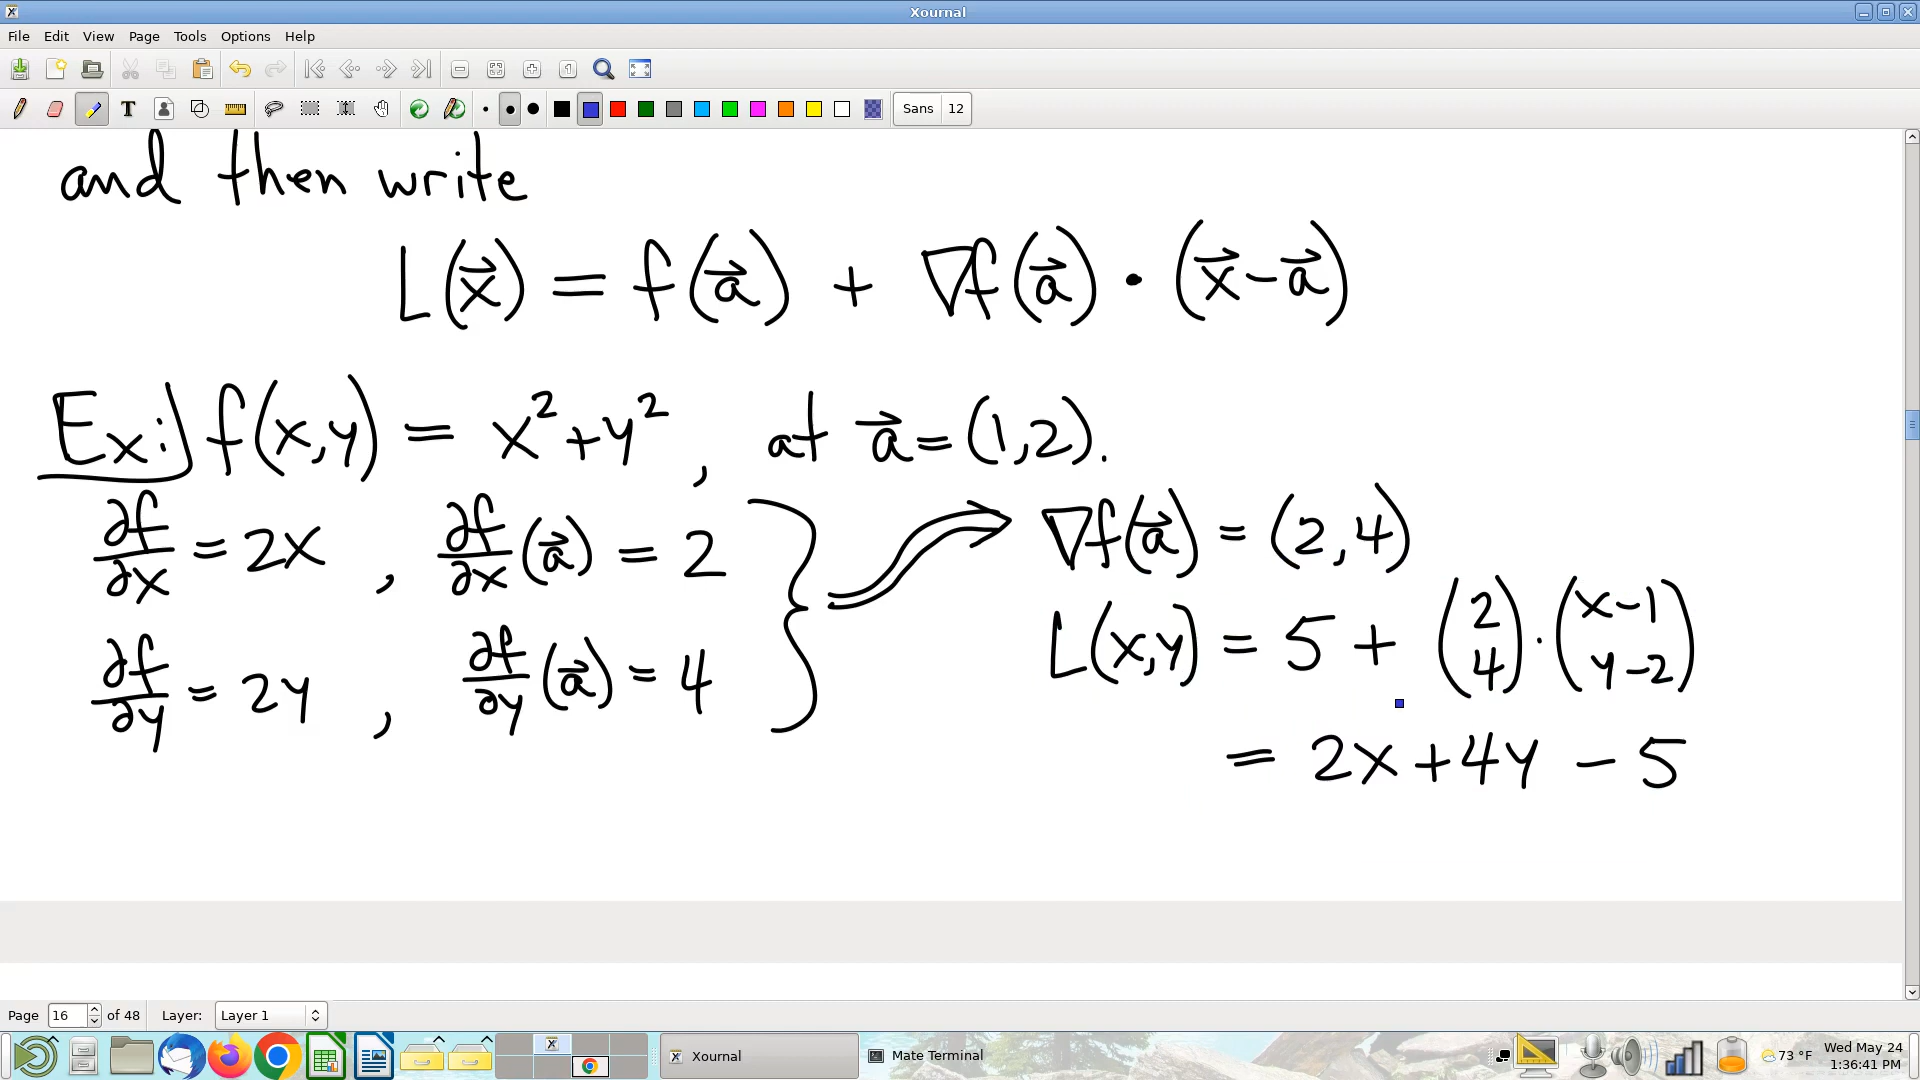 Xournal
File Edit View Page Tools Options Help
Sans 12
and then write
L(x⃗) = f(a⃗) + ∇f(a⃗) • (x⃗-a⃗)
Ex: f(x,y) = x²+y², at a⃗=(1,2).
∂f/∂x = 2x, ∂f/∂x(a⃗) = 2
∂f/∂y = 2y, ∂f/∂y(a⃗) = 4
∇f(a⃗) = (2,4)
L(x,y) = 5 + (2 4) · (x-1 y-2)
= 2x+4y - 5
Page 16 of 48 Layer: Layer 1
Xournal
Mate Terminal
73 °F
Wed May 24
1:36:41 PM